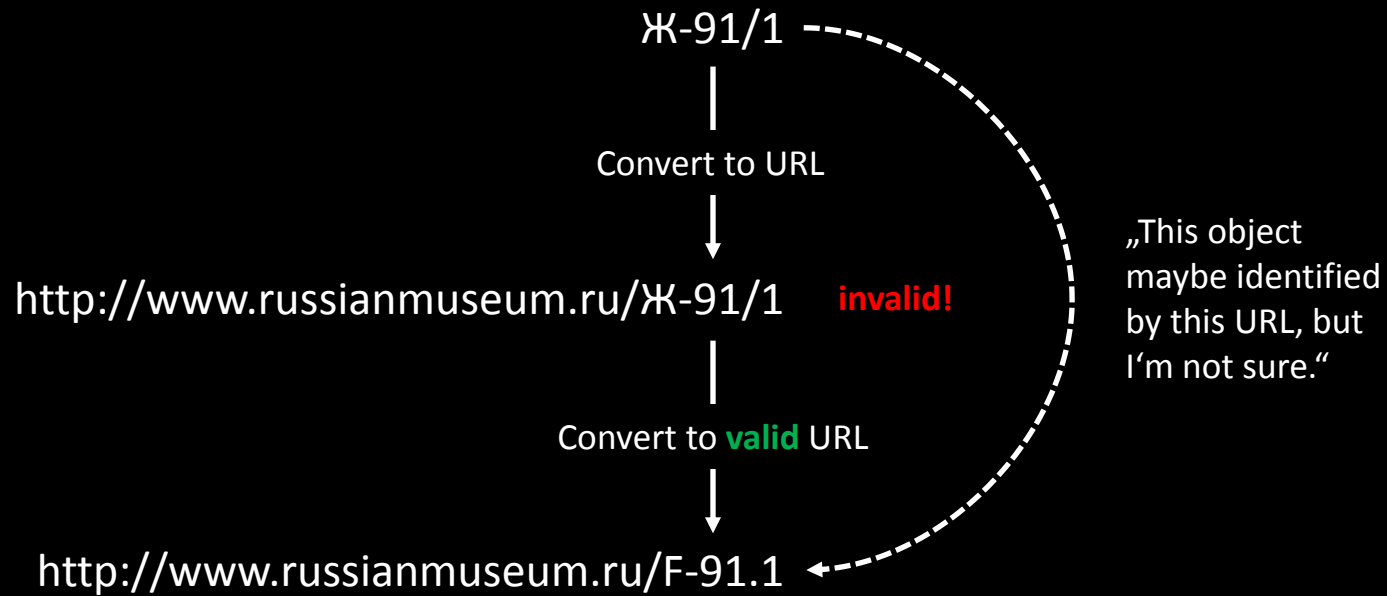 Ж-91/1
Convert to URL
http://www.russianmuseum.ru/Ж-91/1 invalid!
„This object
maybe identified
by this URL, but
I‘m not sure.“
Convert to valid URL
http://www.russianmuseum.ru/F-91.1